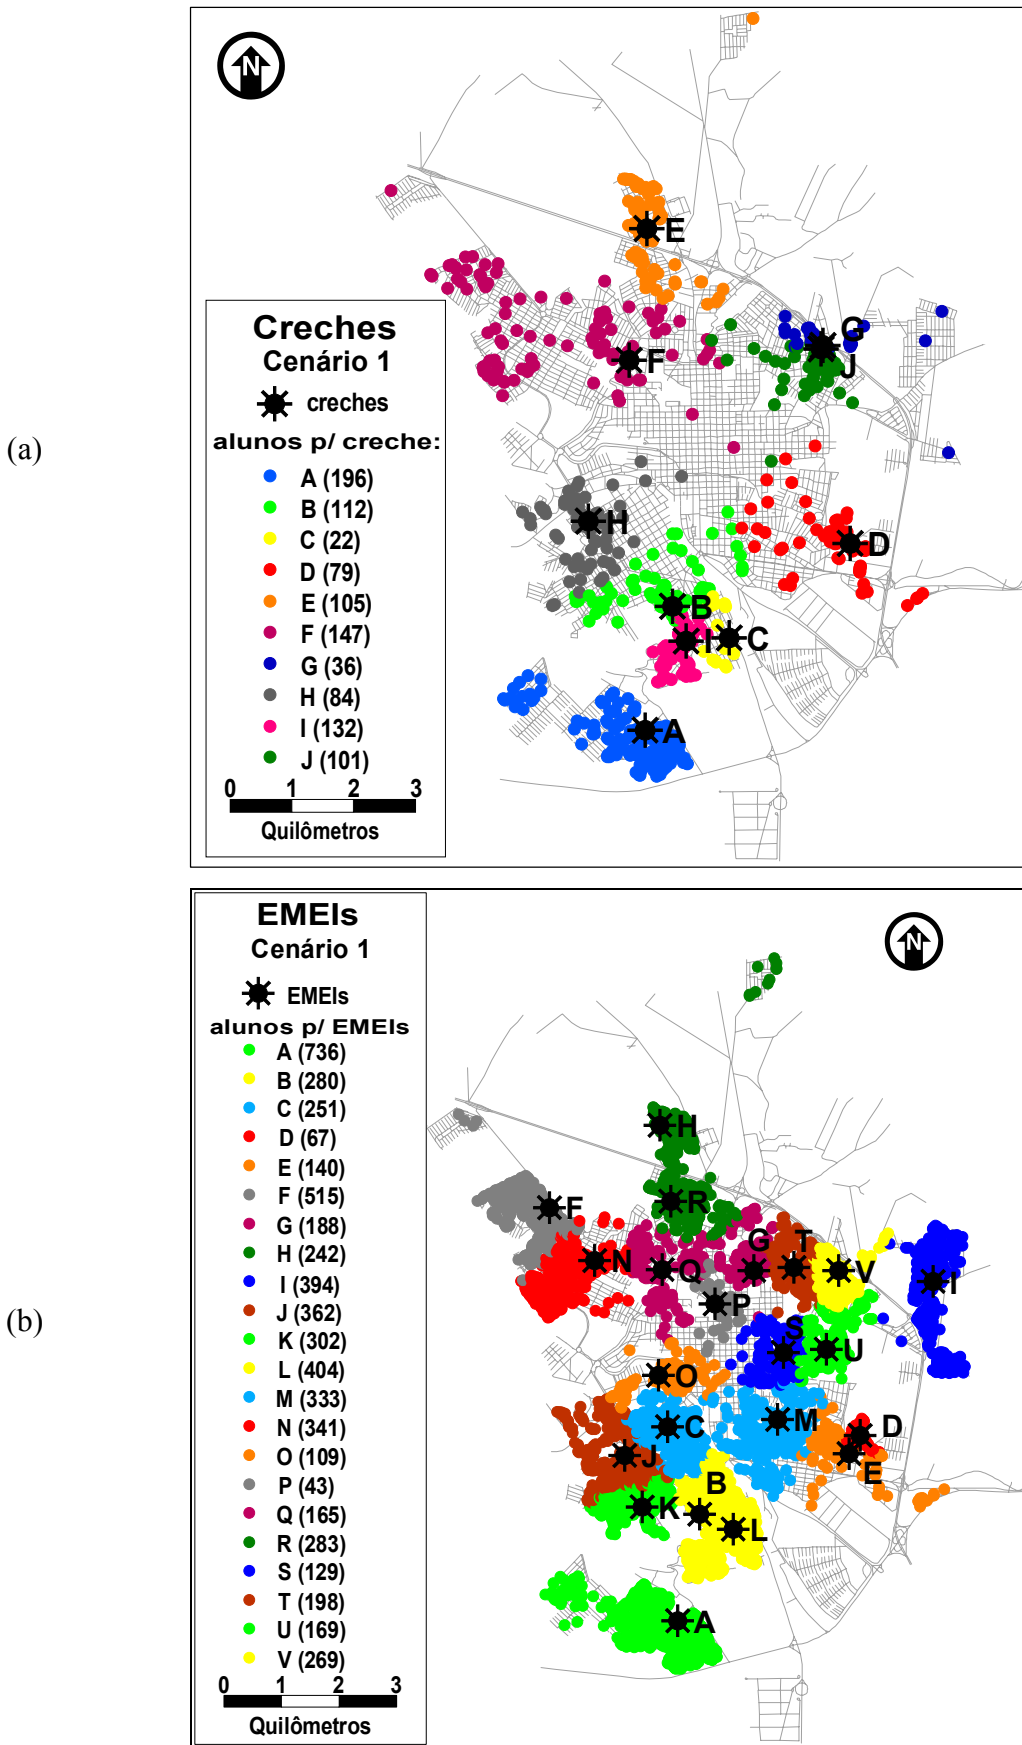 (a)
N
Creches
Cenário 1
creches
alunos p/ creche:
A (196)
B (112)
C (22)
D (79)
E (105)
F (147)
G (36)
H (84)
I (132)
J (101)
0 1 2 3
Quilômetros
E
G
F
J
H
D
B
I
C
A
(b)
EMEIs
Cenário 1
EMEIs
alunos p/ EMEIs
A (736)
B (280)
C (251)
D (67)
E (140)
F (515)
G (188)
H (242)
I (394)
J (362)
K (302)
L (404)
M (333)
N (341)
O (109)
P (43)
Q (165)
R (283)
S (129)
T (198)
U (169)
V (269)
0 1 2 3
Quilômetros
N
H
R
F
G
T
N
Q
V
I
P
S
U
O
M
C
D
J
E
B
K
L
A